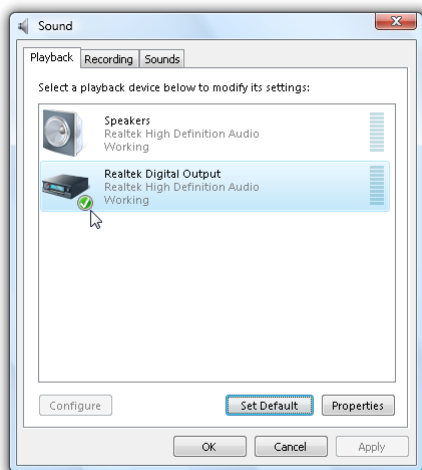 Sound
Playback Recording Sounds
Select a playback device below to modify its settings:
Speakers
Realtek High Definition Audio
Working
Realtek Digital Output
Realtek High Definition Audio
Working
Configure Set Default Properties
OK Cancel Apply